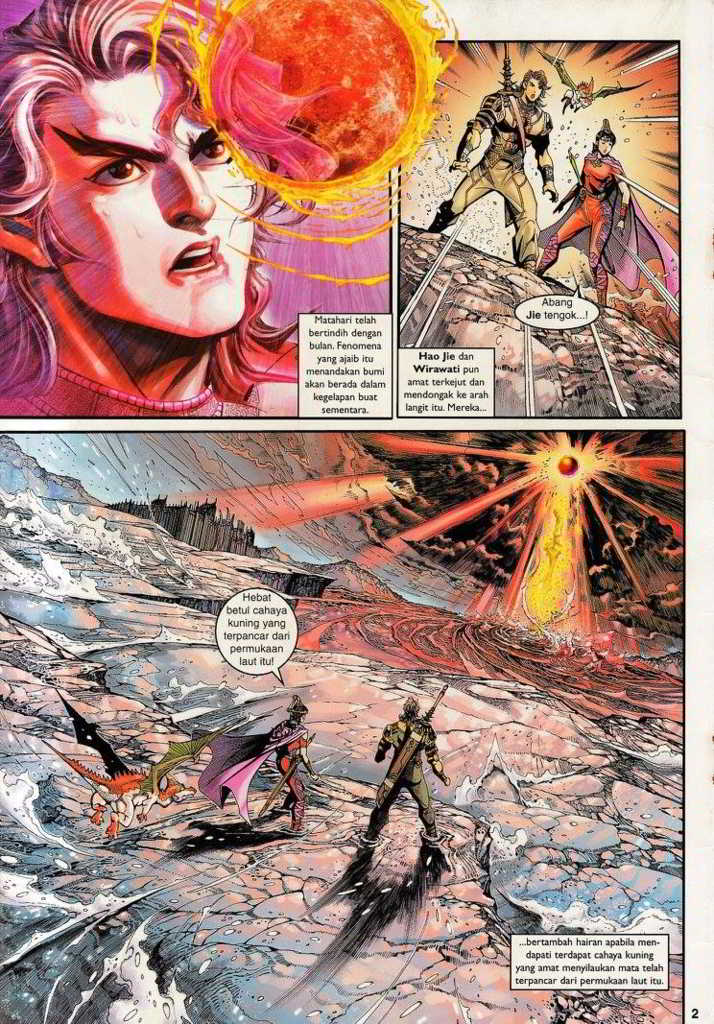 Matahari telah
bertindih dengan
bulan. Fenomena
yang ajaib itu
menandakan bumi
akan berada dalam
kegelapan buat
sementara.
Abang
Jie tengok...!
Hao Jie dan
Wirawati pun
amat terkejut dan
mendongak ke arah
langit itu. Mereka...
Hebat
betul cahaya
kuning yang
terpancar dari
permukaan
laut itu!
...bertambah hairan apabila men-
dapati terdapat cahaya kuning
yang amat menyilaukan mata telah
terpancar dari permukaan laut itu.
2